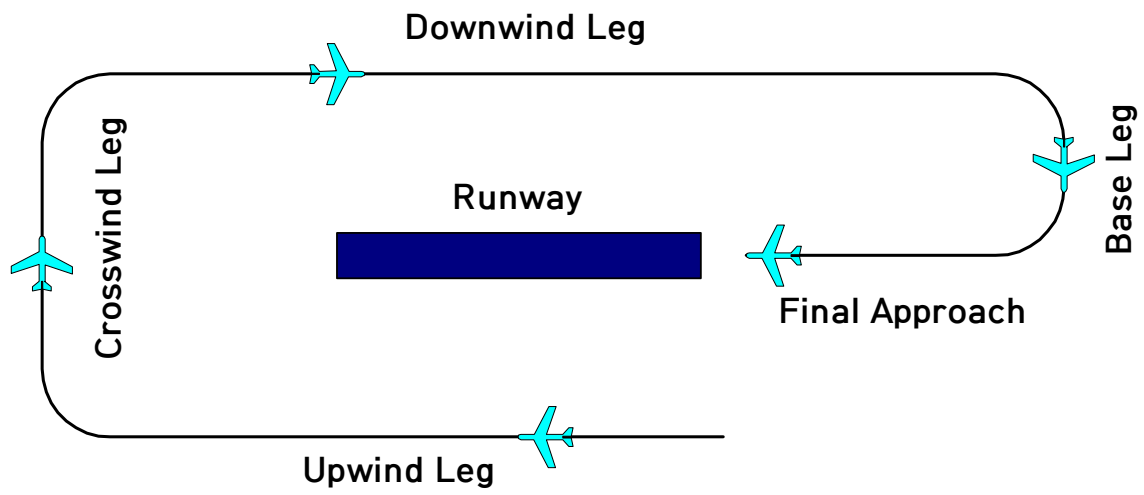 Downwind Leg
Crosswind Leg
Runway
Base Leg
Final Approach
Upwind Leg